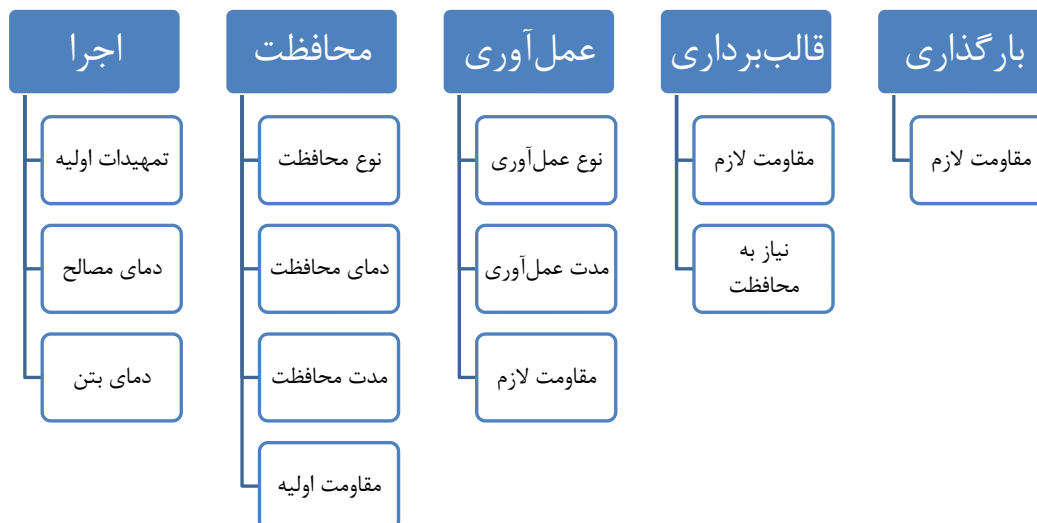 اجرا
تمهیدات اولیه
دمای مصالح
دمای بتن
محافظت
نوع محافظت
دمای محافظت
مدت محافظت
مقاومت اولیه
عمل‌آوری
نوع عمل‌آوری
مدت عمل‌آوری
مقاومت لازم
قالب‌برداری
مقاومت لازم
نیاز به
محافظت
بارگذاری
مقاومت لازم